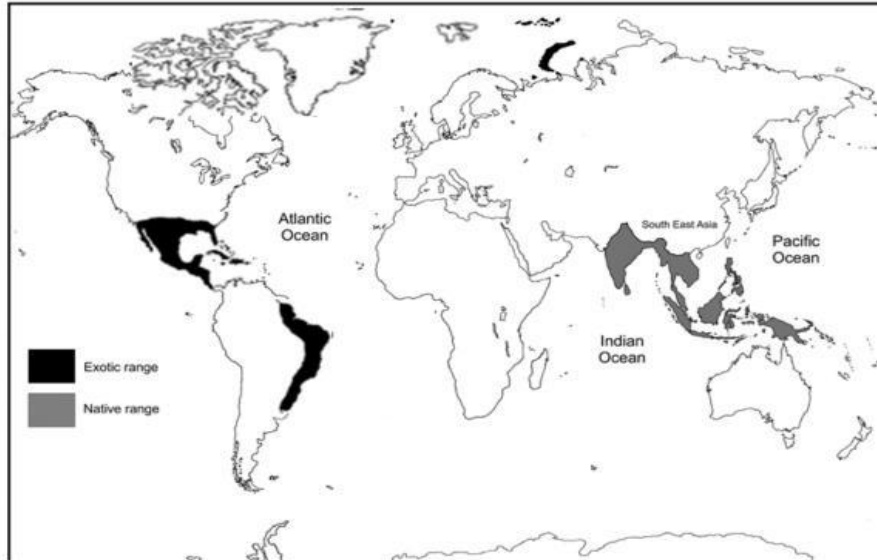 Atlantic
Ocean
South East Asia
Pacific
Ocean
Indian
Ocean
Exotic range
Native range